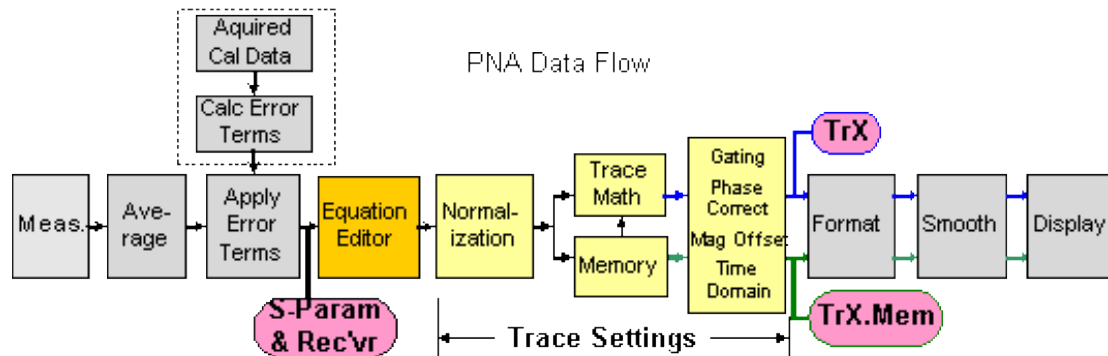 PNA Data Flow
Aquired
Cal Data
Calc Error
Terms
Meas.
Ave-
rage
Apply
Error
Terms
Equation
Editor
Normal-
ization
Trace
Math
Memory
Gating
Phase
Correct
Mag Offset
Time
Domain
Format
Smooth
Display
TrX
TrX.Mem
S-Param
& Rec'vr
Trace Settings